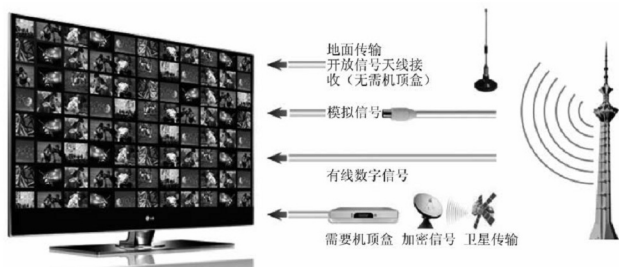 地面传输
开放信号天线接
收（无需机顶盒）
模拟信号
有线数字信号
需要机顶盒 加密信号 卫星传输
LG